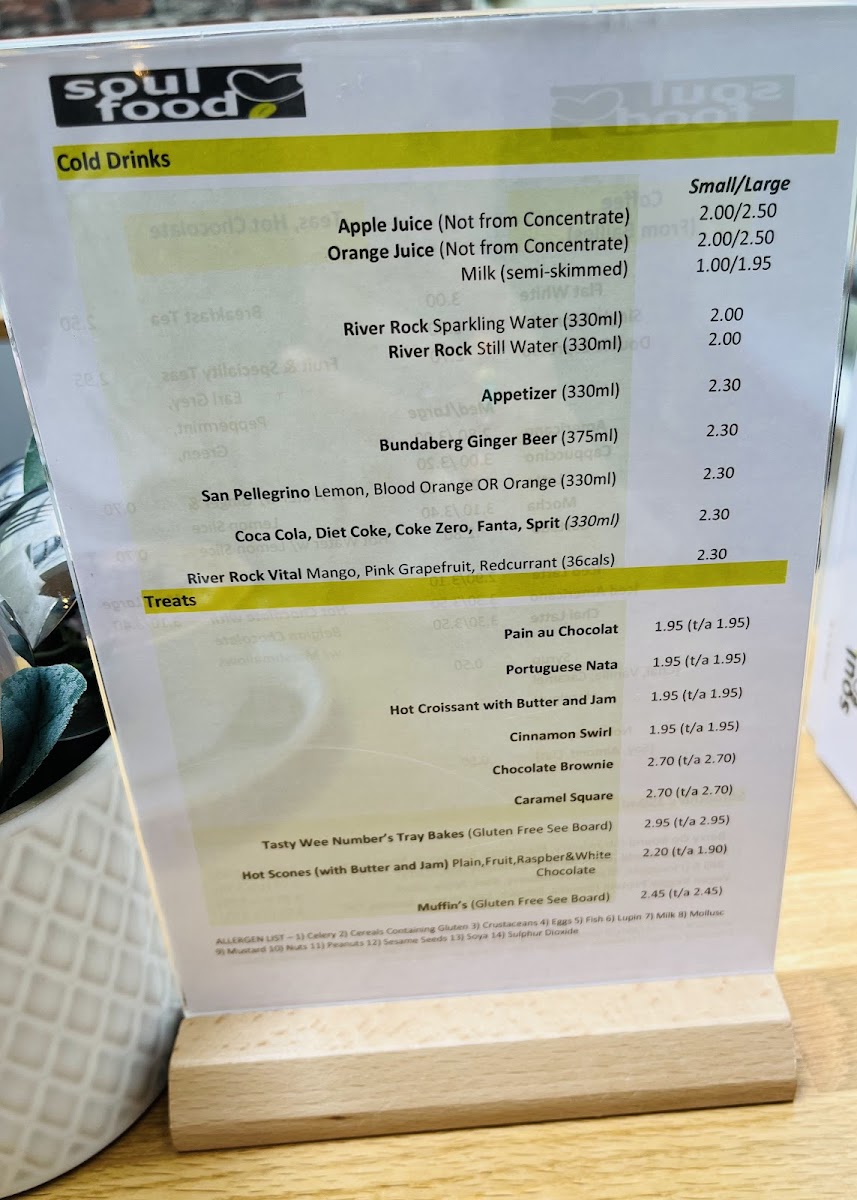 soul
food
Cold Drinks
Small/Large
Apple Juice (Not from Concentrate) 2.00/2.50
Orange Juice (Not from Concentrate) 2.00/2.50
Milk (semi-skimmed) 1.00/1.95
River Rock Sparkling Water (330ml) 2.00
River Rock Still Water (330ml) 2.00
Appetizer (330ml) 2.30
Bundaberg Ginger Beer (375ml) 2.30
San Pellegrino Lemon, Blood Orange OR Orange (330ml) 2.30
Coca Cola, Diet Coke, Coke Zero, Fanta, Sprit (330ml) 2.30
River Rock Vital Mango, Pink Grapefruit, Redcurrant (36cals) 2.30
Treats
Pain au Chocolat 1.95 (t/a 1.95)
Portuguese Nata 1.95 (t/a 1.95)
Hot Croissant with Butter and Jam 1.95 (t/a 1.95)
Cinnamon Swirl 1.95 (t/a 1.95)
Chocolate Brownie 2.70 (t/a 2.70)
Caramel Square 2.70 (t/a 2.70)
Tasty Wee Number's Tray Bakes (Gluten Free See Board) 2.95 (t/a 2.95)
Hot Scones (with Butter and Jam) Plain,Fruit,Raspber&White 2.20 (t/a 1.90)
Chocolate
Muffin's (Gluten Free See Board) 2.45 (t/a 2.45)
ALLERGEN LIST – 1) Celery 2) Cereals Containing Gluten 3) Crustaceans 4) Eggs 5) Fish 6) Lupin 7) Milk 8) Mollusc
9) Mustard 10) Nuts 11) Peanuts 12) Sesame Seeds 13) Soya 14) Sulphur Dioxide